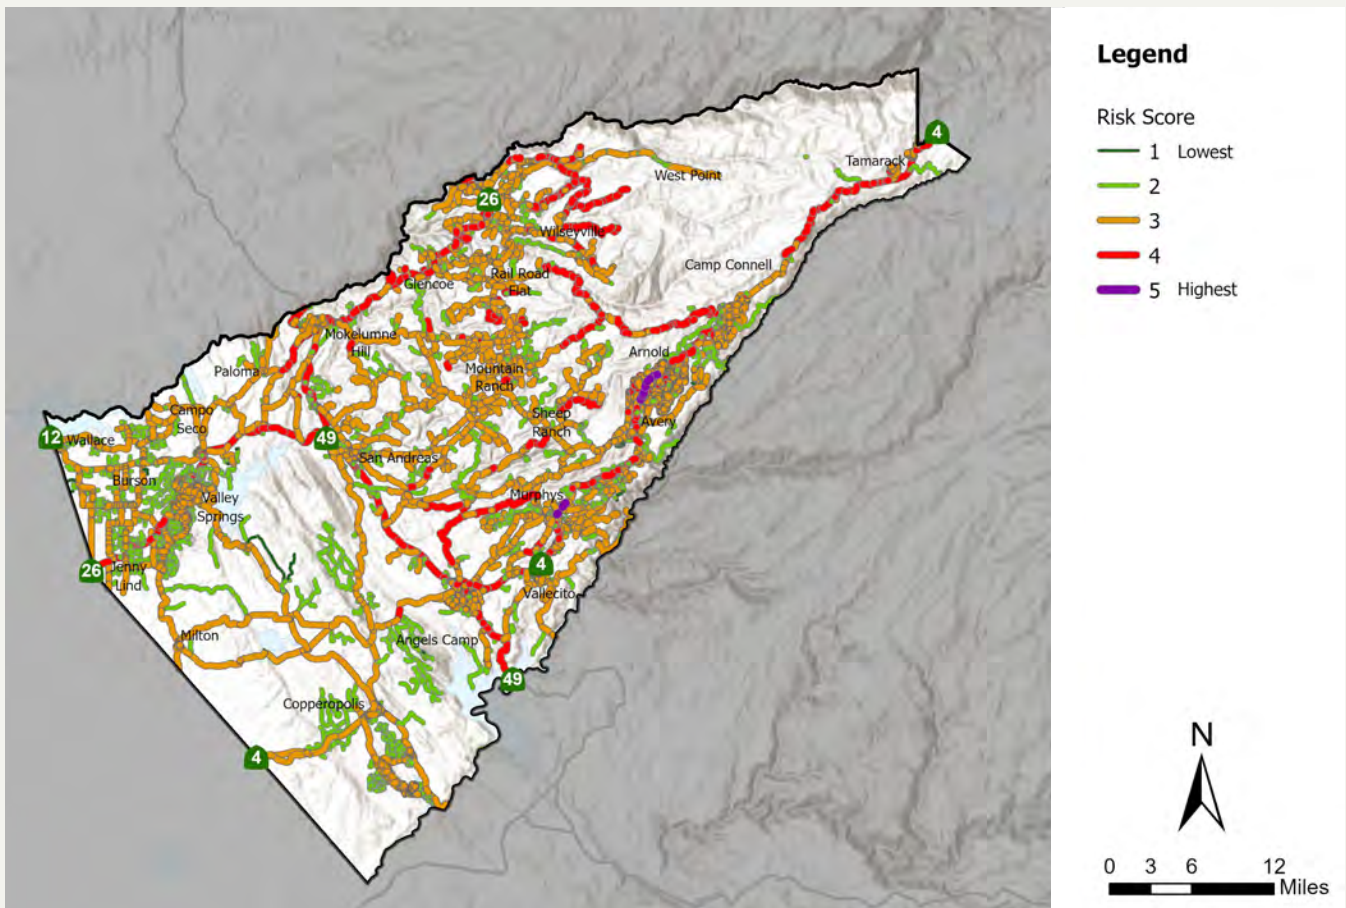 Legend
Risk Score
1 Lowest
2
3
4
5 Highest
4
Tamarack
West Point
26
Wilseyville
Camp Connell
Rail Road
Flat
Glencoe
Mokelumne
Hill
Arnold
Paloma
Mountain
Ranch
Campo
Seco
Sheep
Ranch
Avery
12
Wallace
49
San Andreas
Burson
Valley
Springs
Murphys
26
Jenny
Lind
4
Vallecito
Milton
Angels Camp
49
Copperopolis
4
N
0 3 6 12
Miles